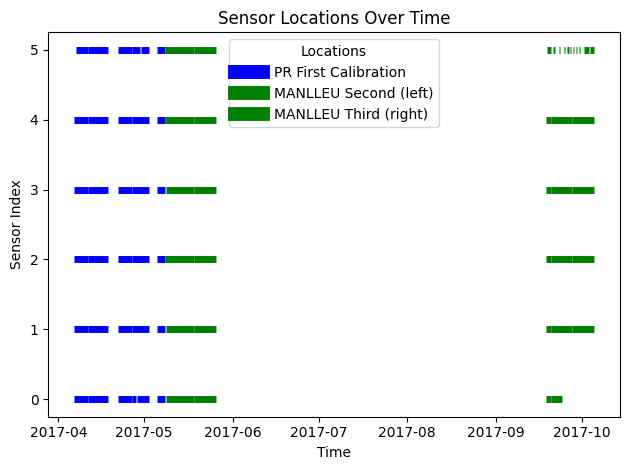 Sensor Locations Over Time
Locations
PR First Calibration
MANLLEU Second (left)
MANLLEU Third (right)
Sensor Index
5
4
3
2
1
0
2017-04 2017-05 2017-06 2017-07 2017-08 2017-09 2017-10
Time